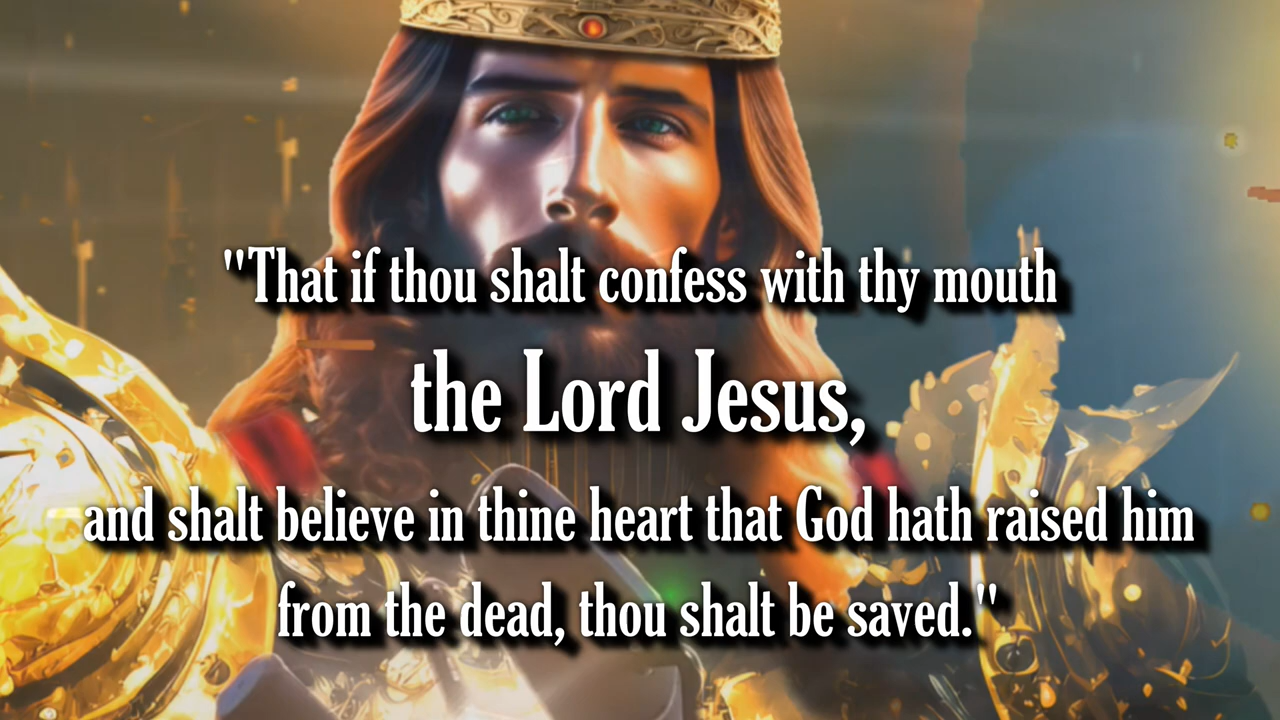 "That if thou shalt confess with thy mouth
the Lord Jesus,
and shalt believe in thine heart that God hath raised him
from the dead, thou shalt be saved."